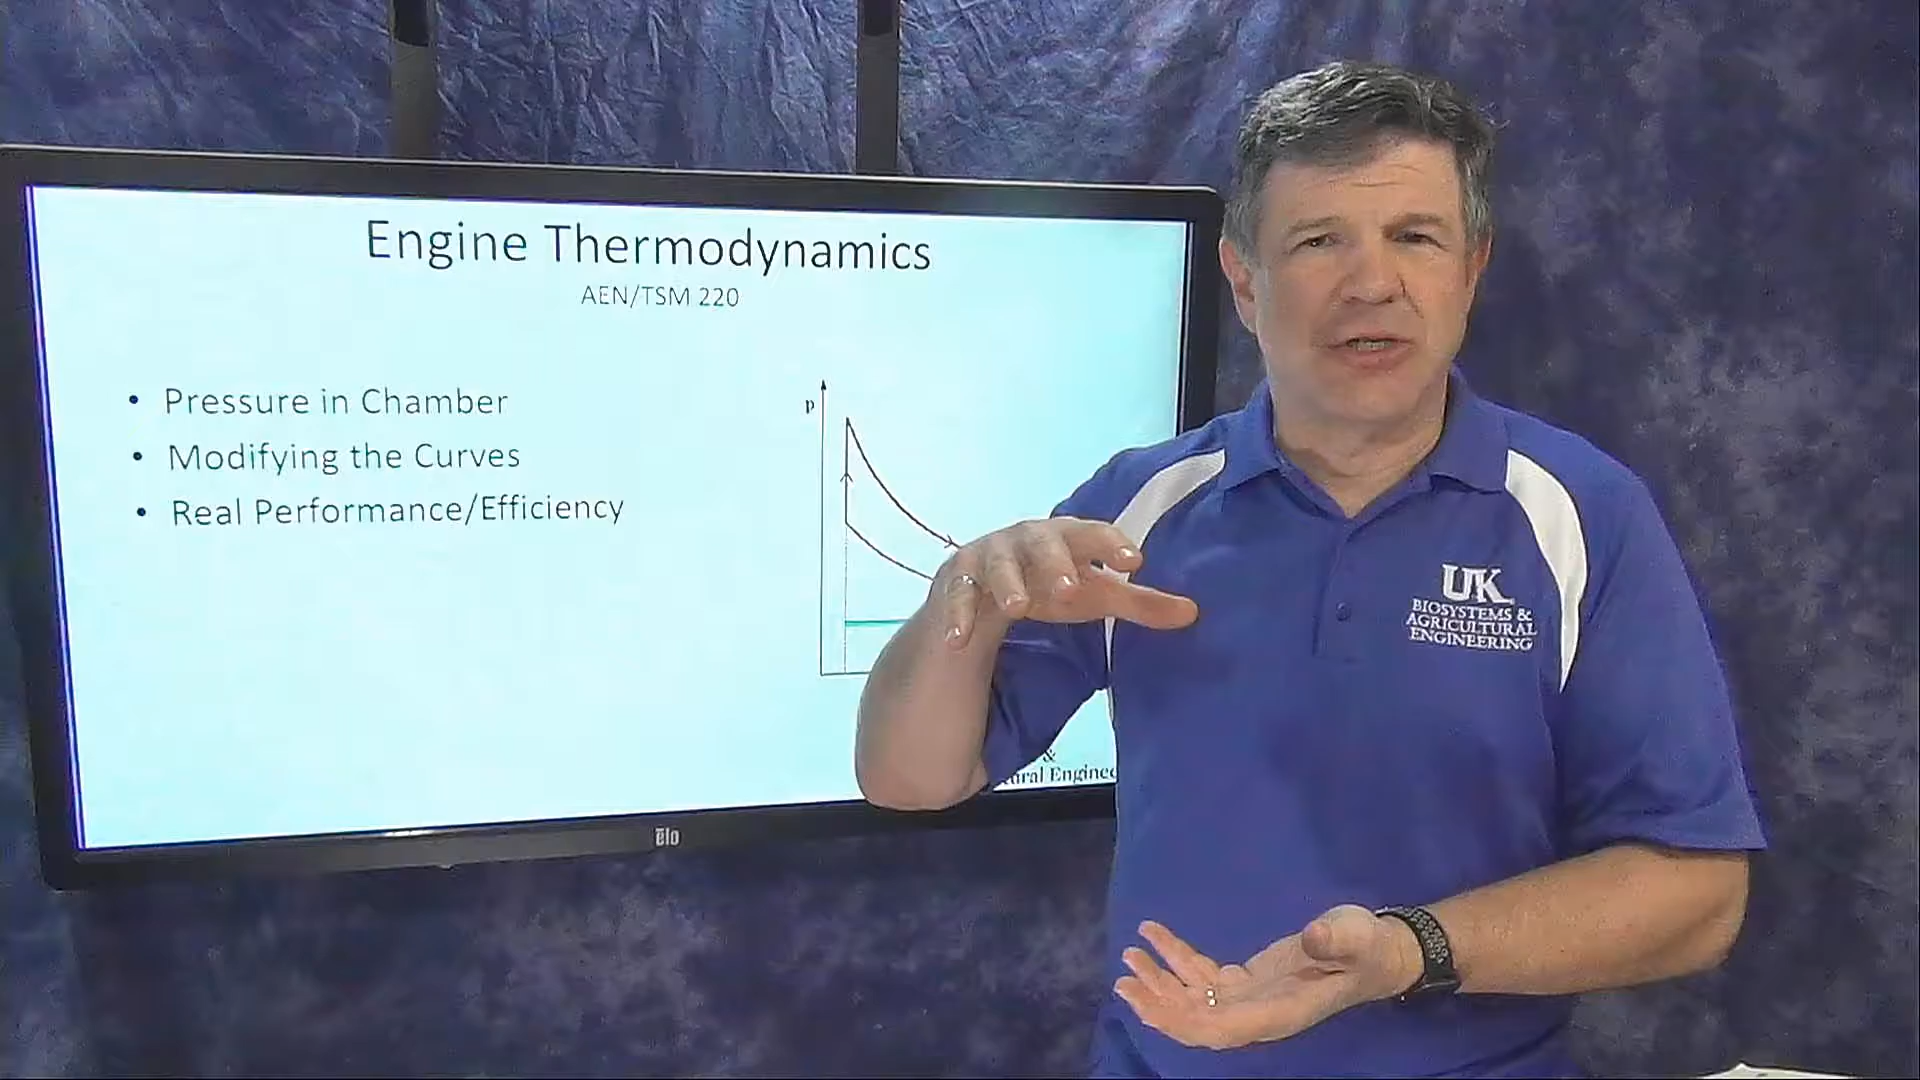 Engine Thermodynamics
AEN/TSM 220
• Pressure in Chamber
• Modifying the Curves
• Real Performance/Efficiency
p
&
elo
UK
BIOSYSTEMS &
AGRICULTURAL
ENGINEERING